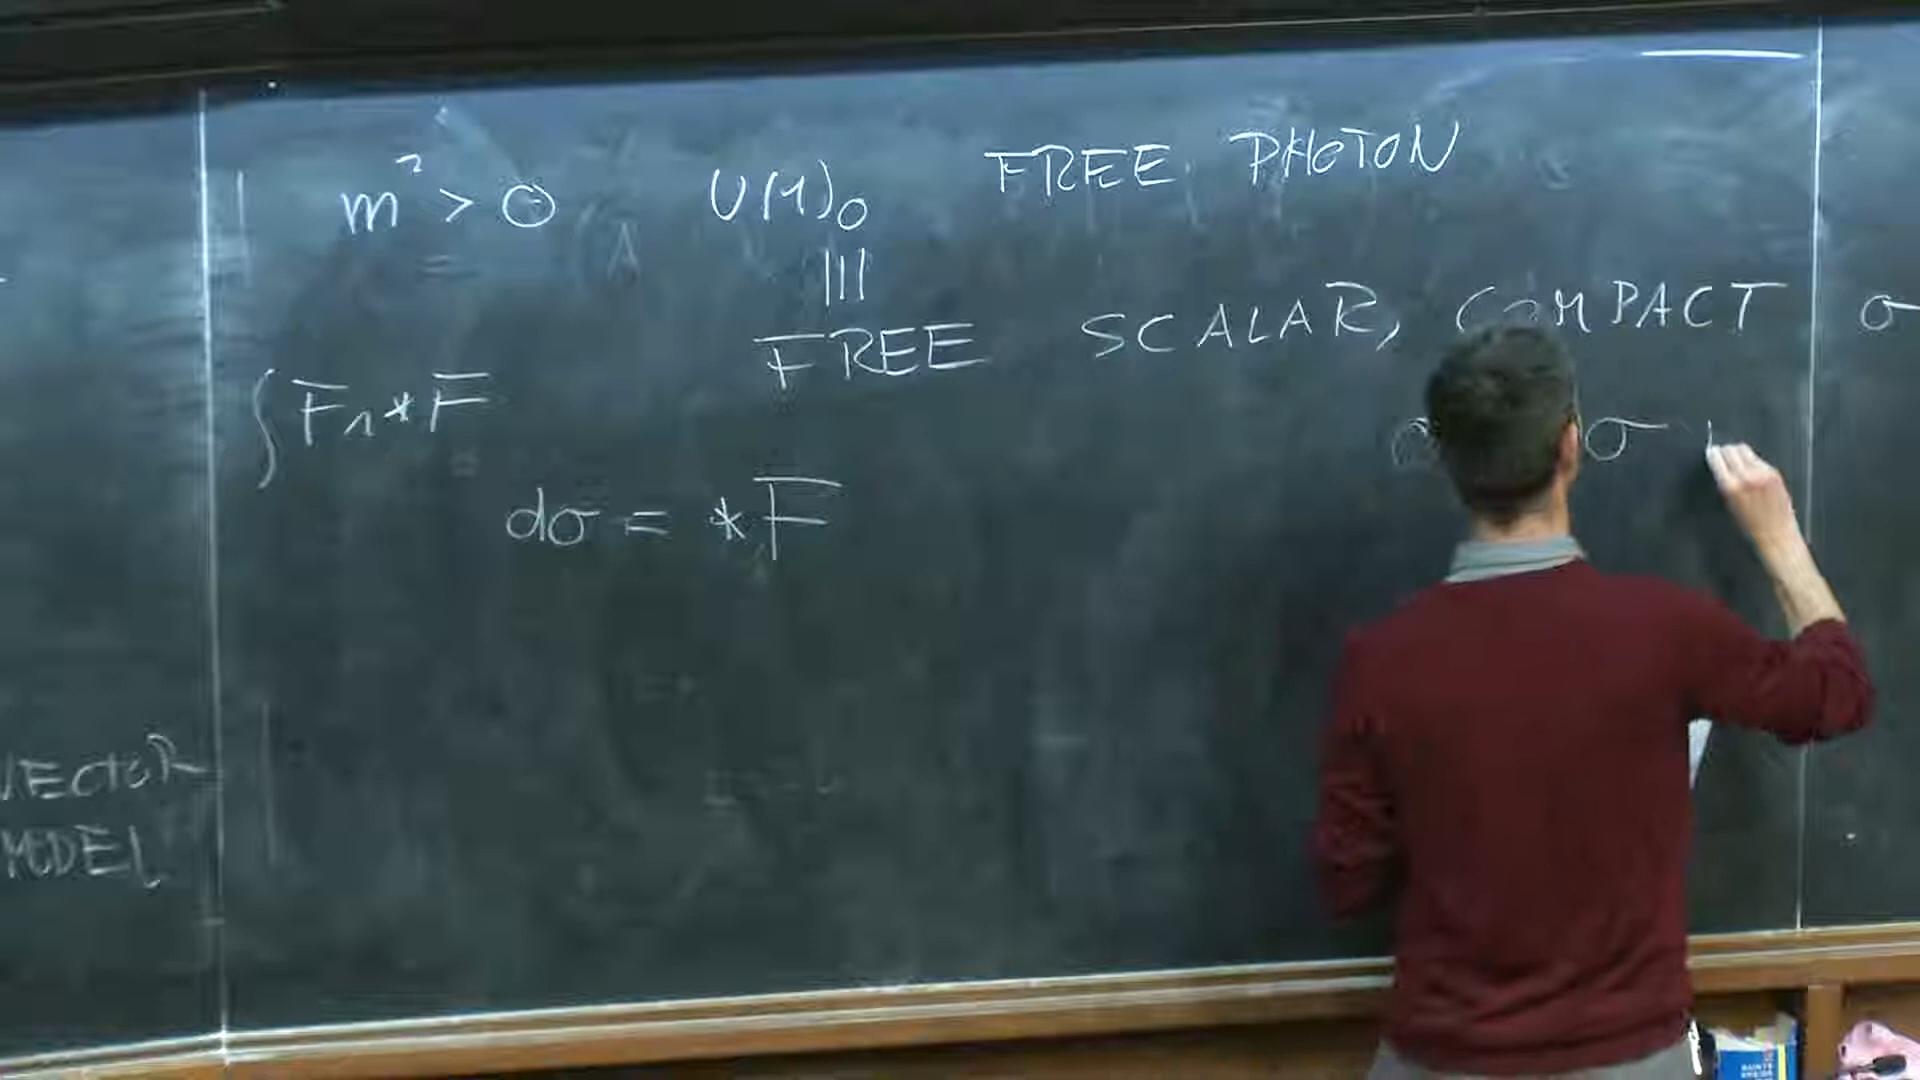 m² > 0 U(1)₀ FREE PHOTON
|||
FREE SCALAR, COMPACT σ
∫F∧*F
σ
dσ = *F
VECTOR
MODEL